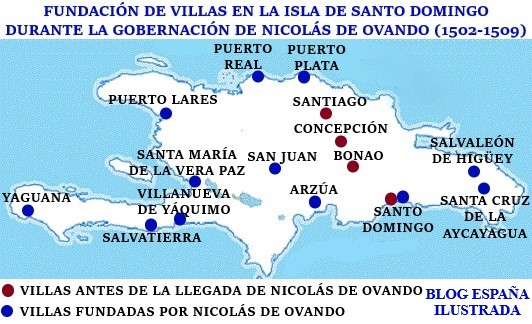 FUNDACIÓN DE VILLAS EN LA ISLA DE SANTO DOMINGO
DURANTE LA GOBERNACIÓN DE NICOLÁS DE OVANDO (1502-1509)
PUERTO
REAL
PUERTO
PLATA
PUERTO LARES
SANTIAGO
CONCEPCIÓN
BONAO
SALVALEÓN
DE HIGÜEY
SANTA MARÍA
DE LA VERA PAZ
SAN JUAN
YAGUANA
VILLANUEVA
DE YÁQUIMO
ARZÚA
SANTO
DOMINGO
SANTA CRUZ
DE LA
AYCAYAGUA
SALVATIERRA
VILLAS ANTES DE LA LLEGADA DE NICOLÁS DE OVANDO
VILLAS FUNDADAS POR NICOLÁS DE OVANDO
BLOG ESPAÑA
ILUSTRADA